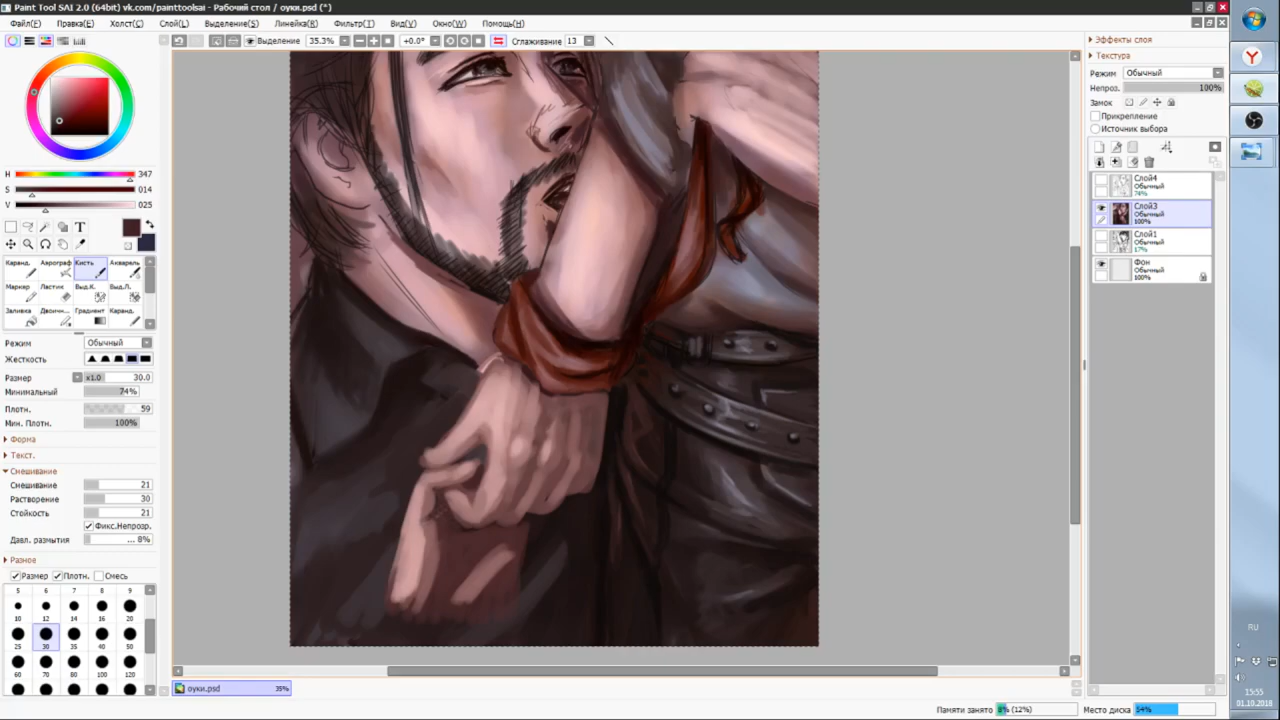 Paint Tool SAI 2.0 (64bit) vk.com/painttoolsai - Рабочий стол / оуки.psd (*)
Файл(F) Правка(E) Холст(C) Слой(L) Выделение(S) Линейка(R) Фильтр(T) Вид(V) Окно(W) Помощь(H)
Выделение 35.3% +0.0° Сглаживание 13
H 347
S 014
V 025
T
Каранд. Аэрограф Кисть Акварель
Маркер Ластик Выд.К. Выд.Л.
Заливка Двоичн... Градиент Каранд.
Режим Обычный
Жесткость
Размер x1.0 30.0
Минимальный 74%
Плотн. 59
Мин. Плотн. 100%
Форма
Текст.
Смешивание
Смешивание 21
Растворение 30
Стойкость 21
Фикс.Непрозр.
Давл. размытия ... 8%
Разное
Размер Плотн. Смесь
5 6 7 8 9
10 12 14 16 20
25 30 35 40 50
60 70 80 100 120
оуки.psd 35%
Эффекты слоя
Текстура
Режим Обычный
Непроз. 100%
Замок
Прикрепление
Источник выбора
Слой4
Обычный
74%
Слой3
Обычный
100%
Слой1
Обычный
17%
Фон
Обычный
100%
Памяти занято 8% (12%) Место диска 54%
RU
15:55
01.10.2018